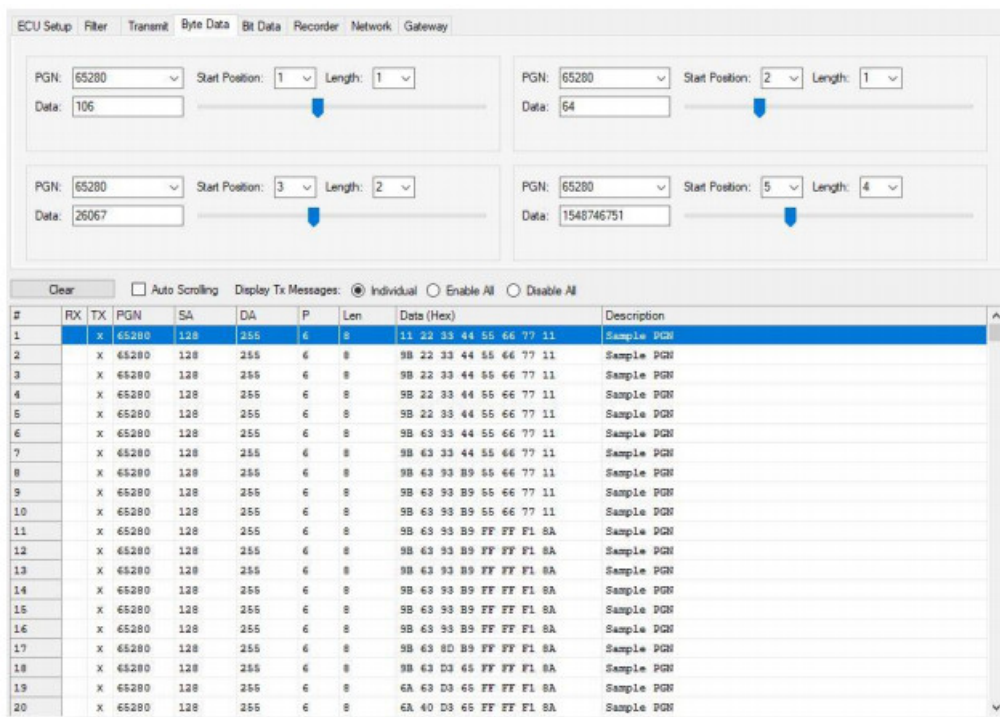 ECU Setup Filter Transmit Byte Data Bit Data Recorder Network Gateway
PGN: 65280 Start Position: 1 Length: 1 PGN: 65280 Start Position: 2 Length: 1
Data: 106 Data: 64
PGN: 65280 Start Position: 3 Length: 2 PGN: 65280 Start Position: 5 Length: 4
Data: 26067 Data: 1548746751
Clear Auto Scrolling Display Tx Messages: Individual Enable All Disable All
# RX TX PGN SA DA P Len Data (Hex) Description
1 x 65280 128 255 6 8 11 22 33 44 55 66 77 11 Sample PGN
2 x 65280 128 255 6 8 9B 22 33 44 55 66 77 11 Sample PGN
3 x 65280 128 255 6 8 9B 22 33 44 55 66 77 11 Sample PGN
4 x 65280 128 255 6 8 9B 22 33 44 55 66 77 11 Sample PGN
5 x 65280 128 255 6 8 9B 22 33 44 55 66 77 11 Sample PGN
6 x 65280 128 255 6 8 9B 63 33 44 55 66 77 11 Sample PGN
7 x 65280 128 255 6 8 9B 63 33 44 55 66 77 11 Sample PGN
8 x 65280 128 255 6 8 9B 63 93 B9 55 66 77 11 Sample PGN
9 x 65280 128 255 6 8 9B 63 93 B9 55 66 77 11 Sample PGN
10 x 65280 128 255 6 8 9B 63 93 B9 55 66 77 11 Sample PGN
11 x 65280 128 255 6 8 9B 63 93 B9 FF FF F1 8A Sample PGN
12 x 65280 128 255 6 8 9B 63 93 B9 FF FF F1 8A Sample PGN
13 x 65280 128 255 6 8 9B 63 93 B9 FF FF F1 8A Sample PGN
14 x 65280 128 255 6 8 9B 63 93 B9 FF FF F1 8A Sample PGN
15 x 65280 128 255 6 8 9B 63 93 B9 FF FF F1 8A Sample PGN
16 x 65280 128 255 6 8 9B 63 93 B9 FF FF F1 8A Sample PGN
17 x 65280 128 255 6 8 9B 63 8D B9 FF FF F1 8A Sample PGN
18 x 65280 128 255 6 8 9B 63 D3 65 FF FF F1 8A Sample PGN
19 x 65280 128 255 6 8 6A 63 D3 65 FF FF F1 8A Sample PGN
20 x 65280 128 255 6 8 6A 40 D3 65 FF FF F1 8A Sample PGN